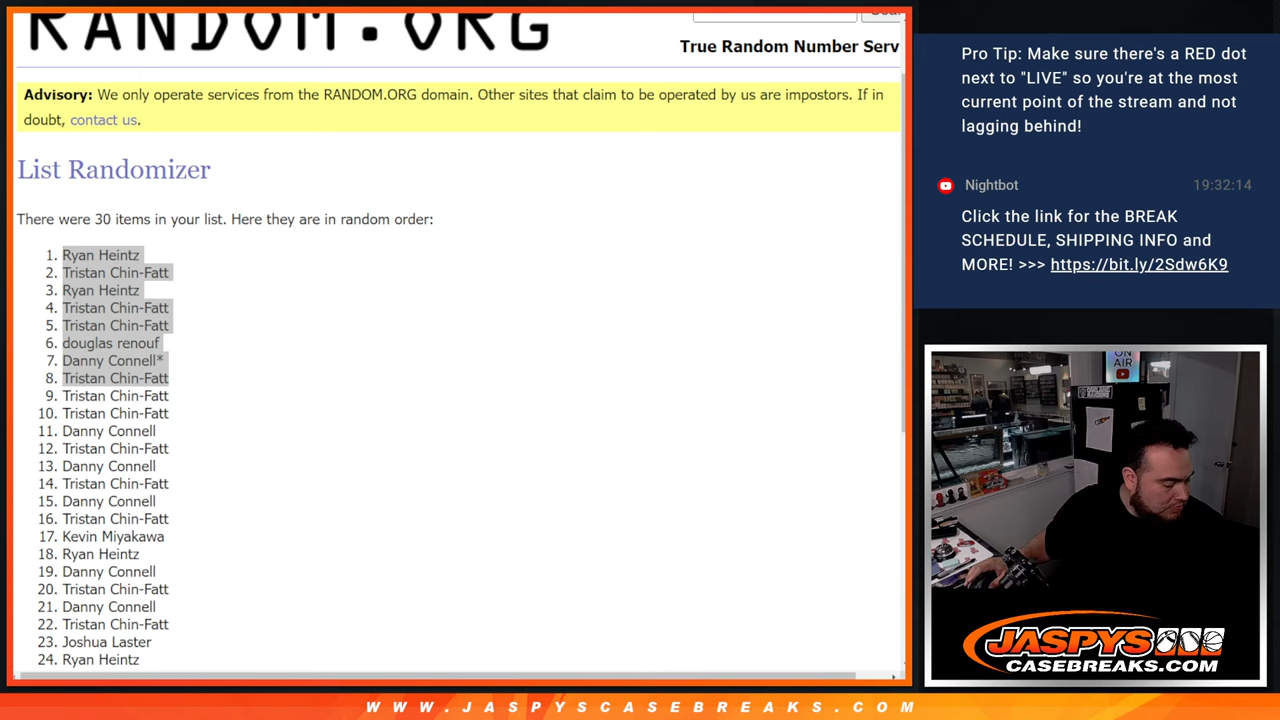 RANDOM.ORG
True Random Number Serv
Advisory: We only operate services from the RANDOM.ORG domain. Other sites that claim to be operated by us are impostors. If in
doubt, contact us.
List Randomizer
There were 30 items in your list. Here they are in random order:
1. Ryan Heintz
2. Tristan Chin-Fatt
3. Ryan Heintz
4. Tristan Chin-Fatt
5. Tristan Chin-Fatt
6. douglas renouf
7. Danny Connell*
8. Tristan Chin-Fatt
9. Tristan Chin-Fatt
10. Tristan Chin-Fatt
11. Danny Connell
12. Tristan Chin-Fatt
13. Danny Connell
14. Tristan Chin-Fatt
15. Danny Connell
16. Tristan Chin-Fatt
17. Kevin Miyakawa
18. Ryan Heintz
19. Danny Connell
20. Tristan Chin-Fatt
21. Danny Connell
22. Tristan Chin-Fatt
23. Joshua Laster
24. Ryan Heintz
Pro Tip: Make sure there's a RED dot
next to "LIVE" so you're at the most
current point of the stream and not
lagging behind!
Nightbot 19:32:14
Click the link for the BREAK
SCHEDULE, SHIPPING INFO and
MORE! >>> https://bit.ly/2Sdw6K9
ON
AIR
JASPYS
CASEBREAKS.COM
WWW.JASPYSCASEBREAKS.COM